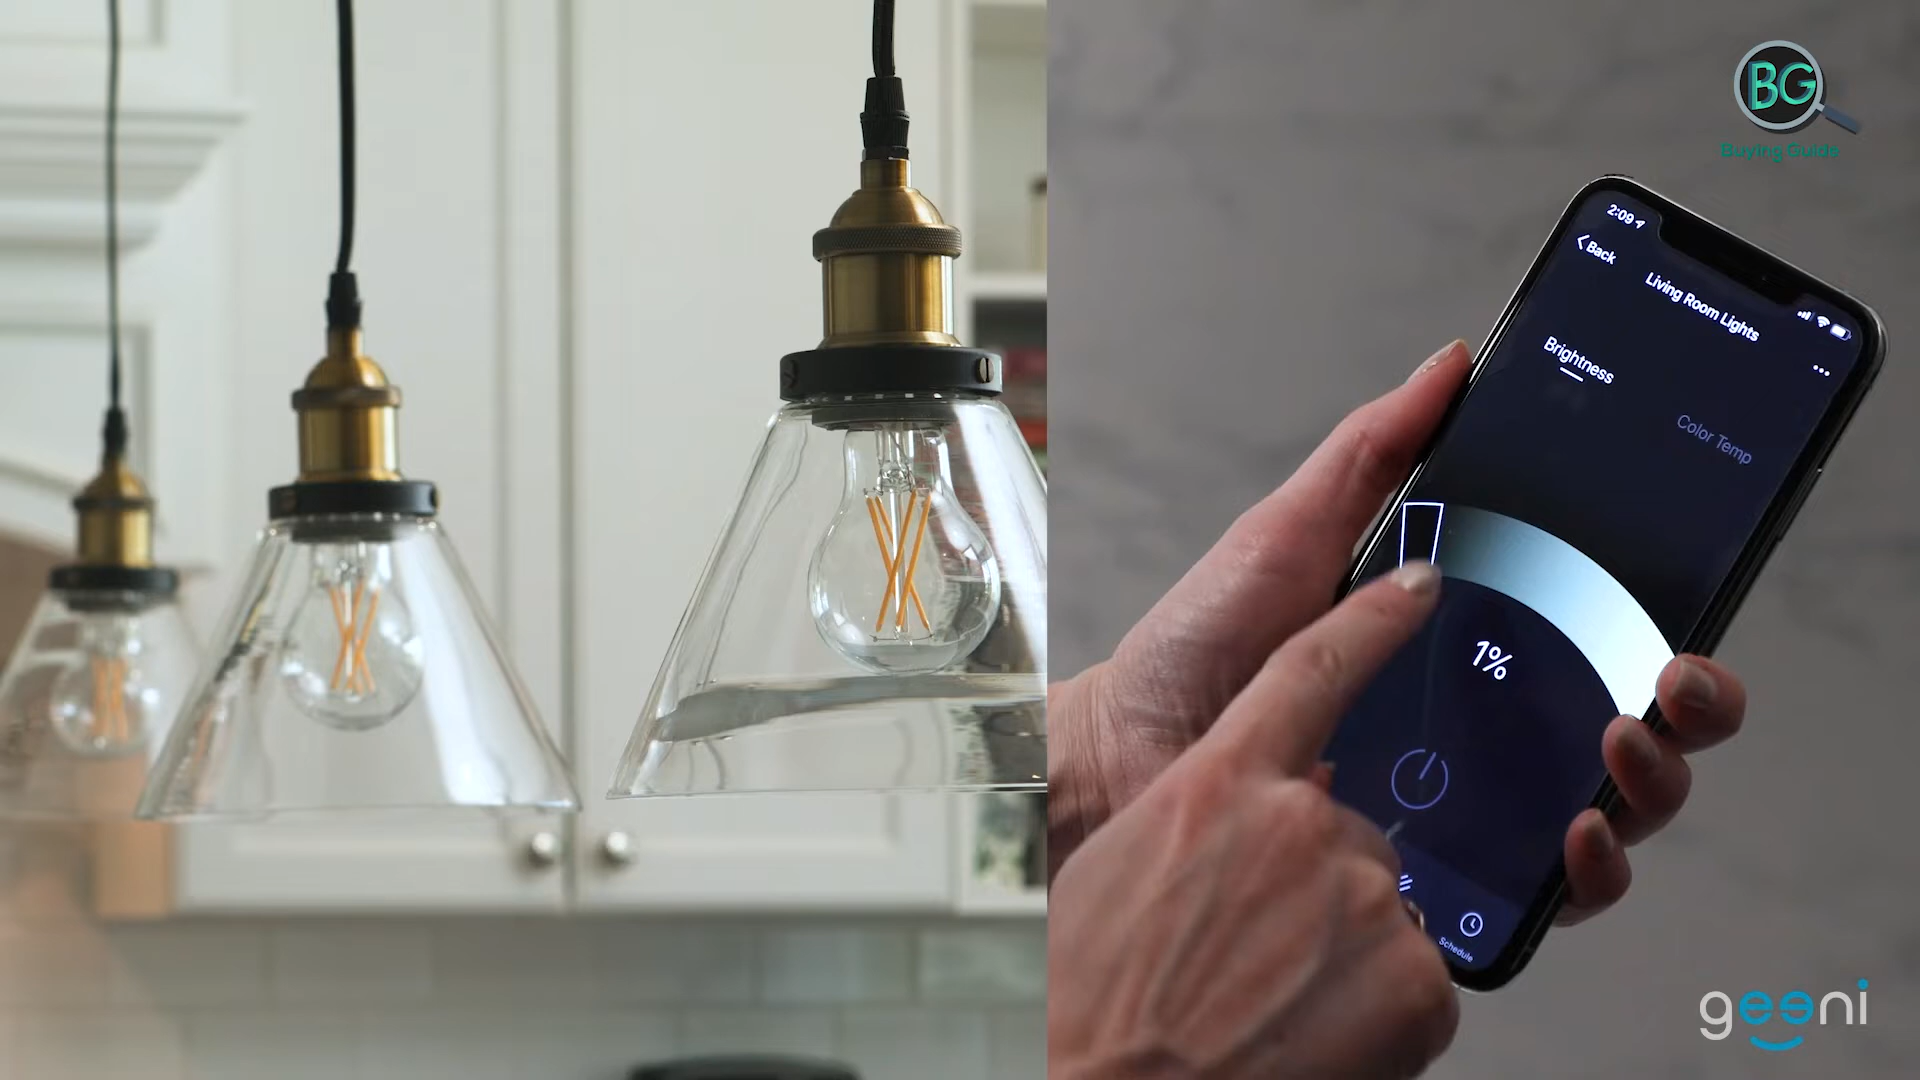 BG
Buying Guide
2:09
Back
Living Room Lights
Brightness
Color Temp
1%
Schedule
geeni